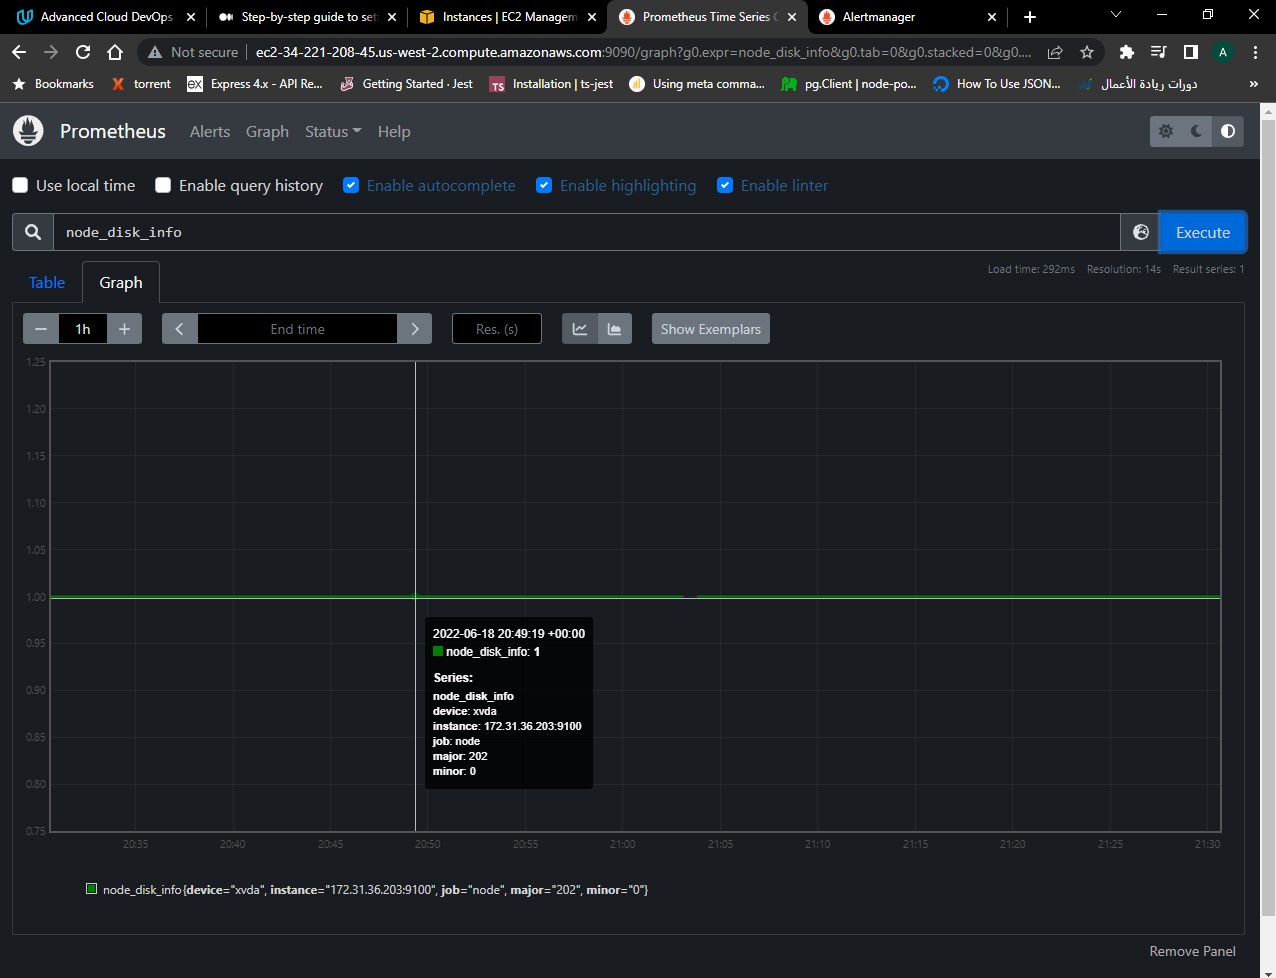 Advanced Cloud DevOps
Step-by-step guide to set
Instances | EC2 Managem
Prometheus Time Series C
Alertmanager
Not secure
ec2-34-221-208-45.us-west-2.compute.amazonaws.com:9090/graph?g0.expr=node_disk_info&g0.tab=0&g0.stacked=0&g0....
A
Bookmarks
X torrent
ex Express 4.x - API Re...
Getting Started · Jest
TS Installation | ts-jest
Using meta comma...
pg.Client | node-po...
How To Use JSON...
دورات ريادة الأعمال
»
Prometheus
Alerts
Graph
Status
Help
Use local time
Enable query history
Enable autocomplete
Enable highlighting
Enable linter
node_disk_info
Execute
Load time: 292ms Resolution: 14s Result series: 1
Table
Graph
1h
End time
Res. (s)
Show Exemplars
1.25
1.20
1.15
1.10
1.05
1.00
0.95
0.90
0.85
0.80
0.75
2022-06-18 20:49:19 +00:00
node_disk_info: 1
Series:
node_disk_info
device: xvda
instance: 172.31.36.203:9100
job: node
major: 202
minor: 0
20:35 20:40 20:45 20:50 20:55 21:00 21:05 21:10 21:15 21:20 21:25 21:30
node_disk_info{device="xvda", instance="172.31.36.203:9100", job="node", major="202", minor="0"}
Remove Panel